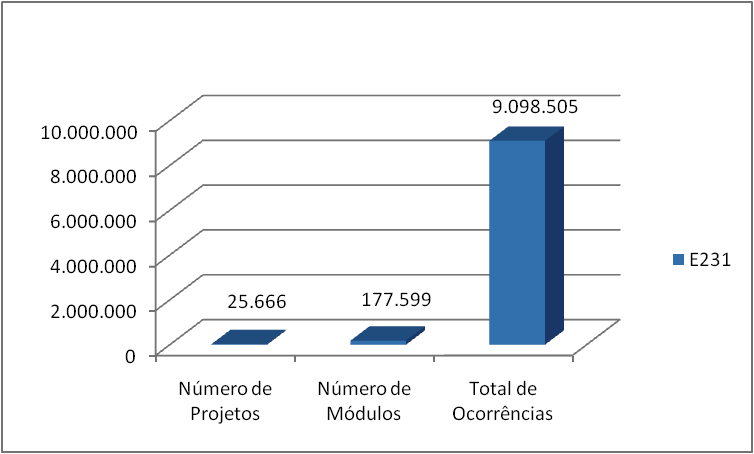 9.098.505
10.000.000
8.000.000
6.000.000
4.000.000
2.000.000
0
25.666
177.599
E231
Número de
Projetos
Número de
Módulos
Total de
Ocorrências